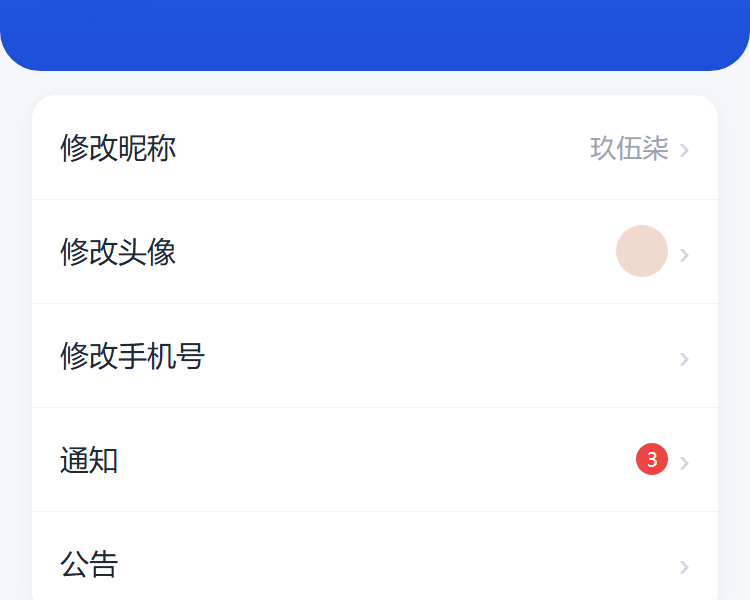 修改昵称 玖伍柒 ›
修改头像 ›
修改手机号 ›
通知 3 ›
公告 ›